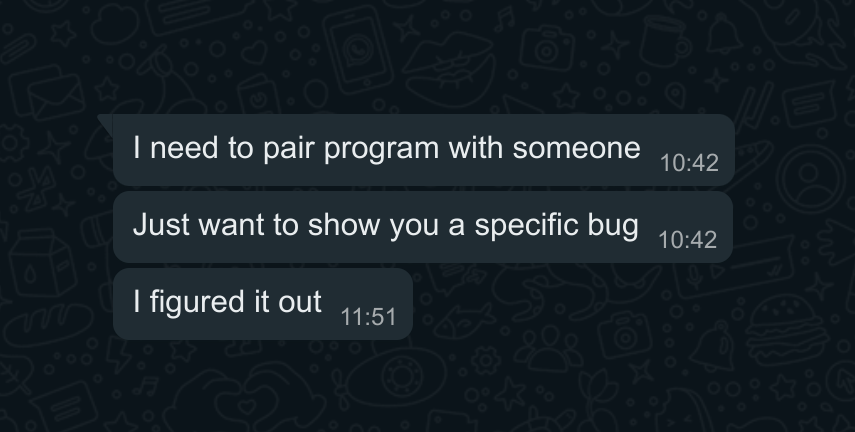 I need to pair program with someone 10:42
Just want to show you a specific bug 10:42
I figured it out 11:51